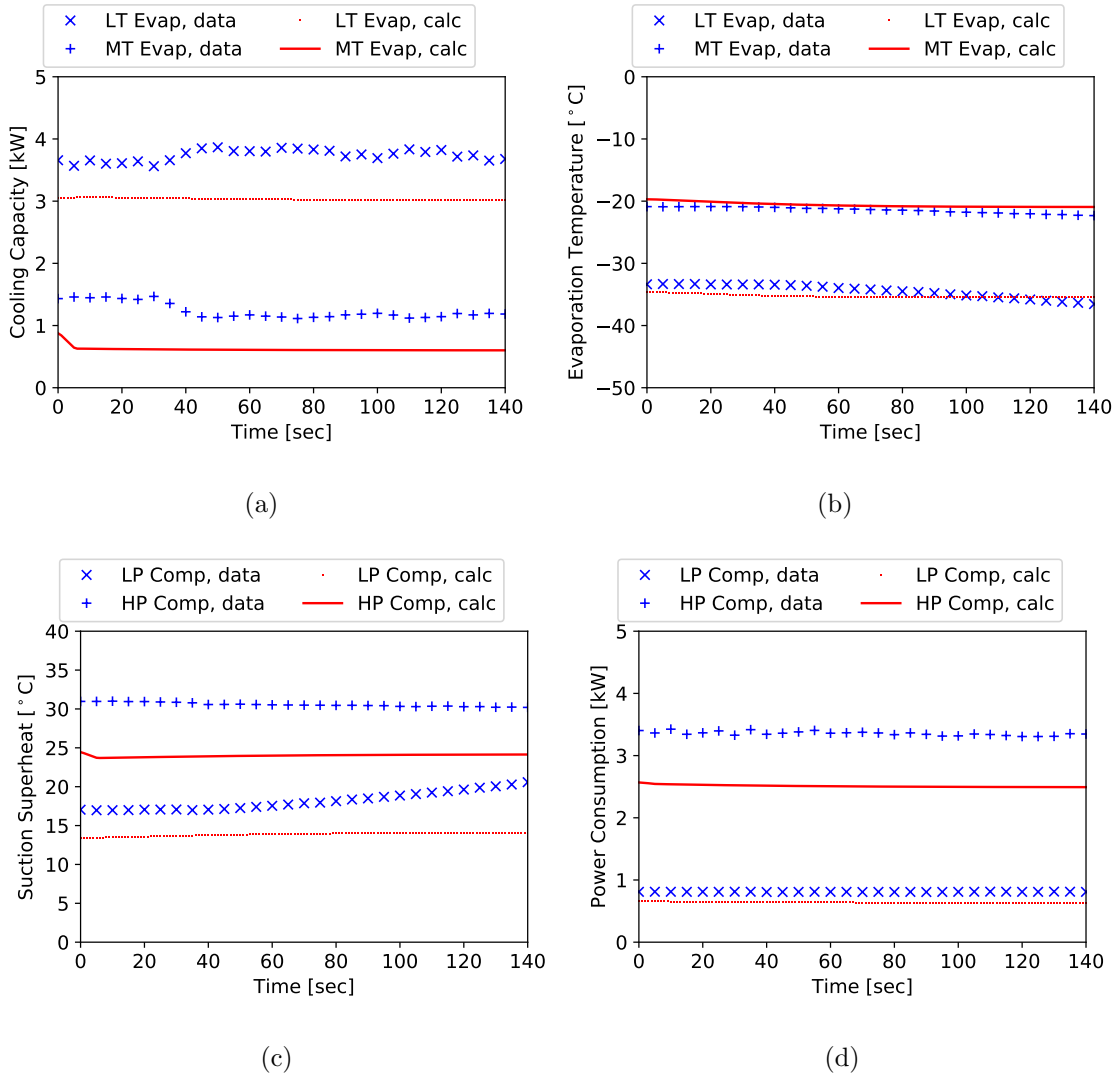 LT Evap, data LT Evap, calc
MT Evap, data MT Evap, calc
5
4
3
2
1
0
Cooling Capacity [kW]
0 20 40 60 80 100 120 140
Time [sec]
(a)
LT Evap, data LT Evap, calc
MT Evap, data MT Evap, calc
0
−10
−20
−30
−40
−50
Evaporation Temperature [°C]
0 20 40 60 80 100 120 140
Time [sec]
(b)
LP Comp, data LP Comp, calc
HP Comp, data HP Comp, calc
40
35
30
25
20
15
10
5
0
Suction Superheat [°C]
0 20 40 60 80 100 120 140
Time [sec]
(c)
LP Comp, data LP Comp, calc
HP Comp, data HP Comp, calc
5
4
3
2
1
0
Power Consumption [kW]
0 20 40 60 80 100 120 140
Time [sec]
(d)